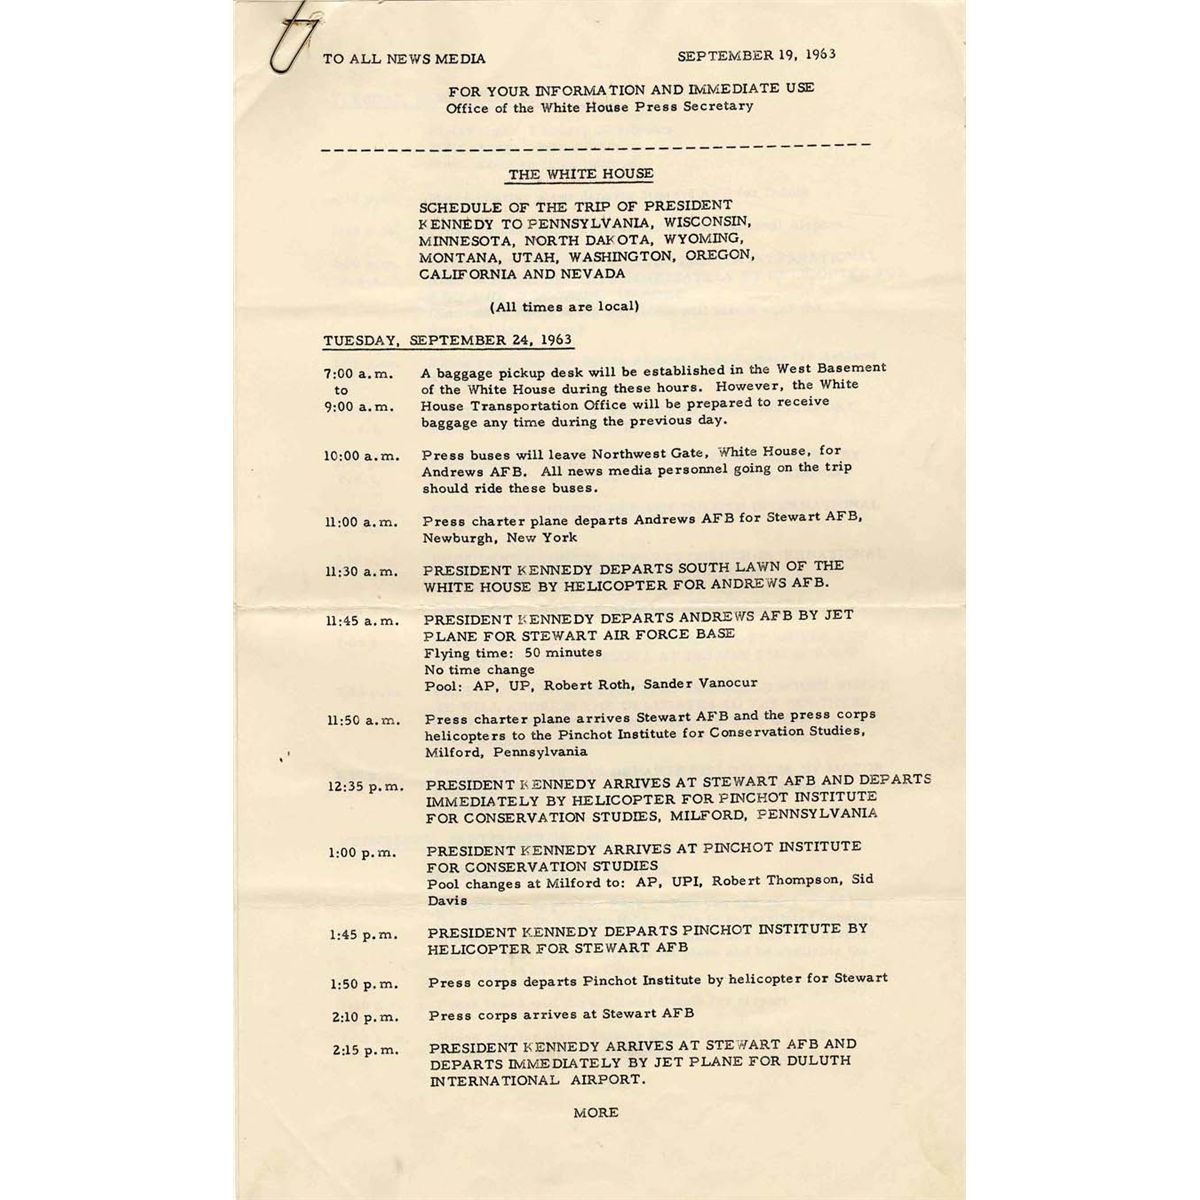 TO ALL NEWS MEDIA SEPTEMBER 19, 1963
FOR YOUR INFORMATION AND IMMEDIATE USE
Office of the White House Press Secretary
THE WHITE HOUSE
SCHEDULE OF THE TRIP OF PRESIDENT
KENNEDY TO PENNSYLVANIA, WISCONSIN,
MINNESOTA, NORTH DAKOTA, WYOMING,
MONTANA, UTAH, WASHINGTON, OREGON,
CALIFORNIA AND NEVADA
(All times are local)
TUESDAY, SEPTEMBER 24, 1963
7:00 a.m. A baggage pickup desk will be established in the West Basement
to of the White House during these hours. However, the White
9:00 a.m. House Transportation Office will be prepared to receive
baggage any time during the previous day.
10:00 a.m. Press buses will leave Northwest Gate, White House, for
Andrews AFB. All news media personnel going on the trip
should ride these buses.
11:00 a.m. Press charter plane departs Andrews AFB for Stewart AFB,
Newburgh, New York
11:30 a.m. PRESIDENT KENNEDY DEPARTS SOUTH LAWN OF THE
WHITE HOUSE BY HELICOPTER FOR ANDREWS AFB.
11:45 a.m. PRESIDENT KENNEDY DEPARTS ANDREWS AFB BY JET
PLANE FOR STEWART AIR FORCE BASE
Flying time: 50 minutes
No time change
Pool: AP, UP, Robert Roth, Sander Vanocur
11:50 a.m. Press charter plane arrives Stewart AFB and the press corps
helicopters to the Pinchot Institute for Conservation Studies,
Milford, Pennsylvania
12:35 p.m. PRESIDENT KENNEDY ARRIVES AT STEWART AFB AND DEPARTS
IMMEDIATELY BY HELICOPTER FOR PINCHOT INSTITUTE
FOR CONSERVATION STUDIES, MILFORD, PENNSYLVANIA
1:00 p.m. PRESIDENT KENNEDY ARRIVES AT PINCHOT INSTITUTE
FOR CONSERVATION STUDIES
Pool changes at Milford to: AP, UPI, Robert Thompson, Sid
Davis
1:45 p.m. PRESIDENT KENNEDY DEPARTS PINCHOT INSTITUTE BY
HELICOPTER FOR STEWART AFB
1:50 p.m. Press corps departs Pinchot Institute by helicopter for Stewart
2:10 p.m. Press corps arrives at Stewart AFB
2:15 p.m. PRESIDENT KENNEDY ARRIVES AT STEWART AFB AND
DEPARTS IMMEDIATELY BY JET PLANE FOR DULUTH
INTERNATIONAL AIRPORT.
MORE